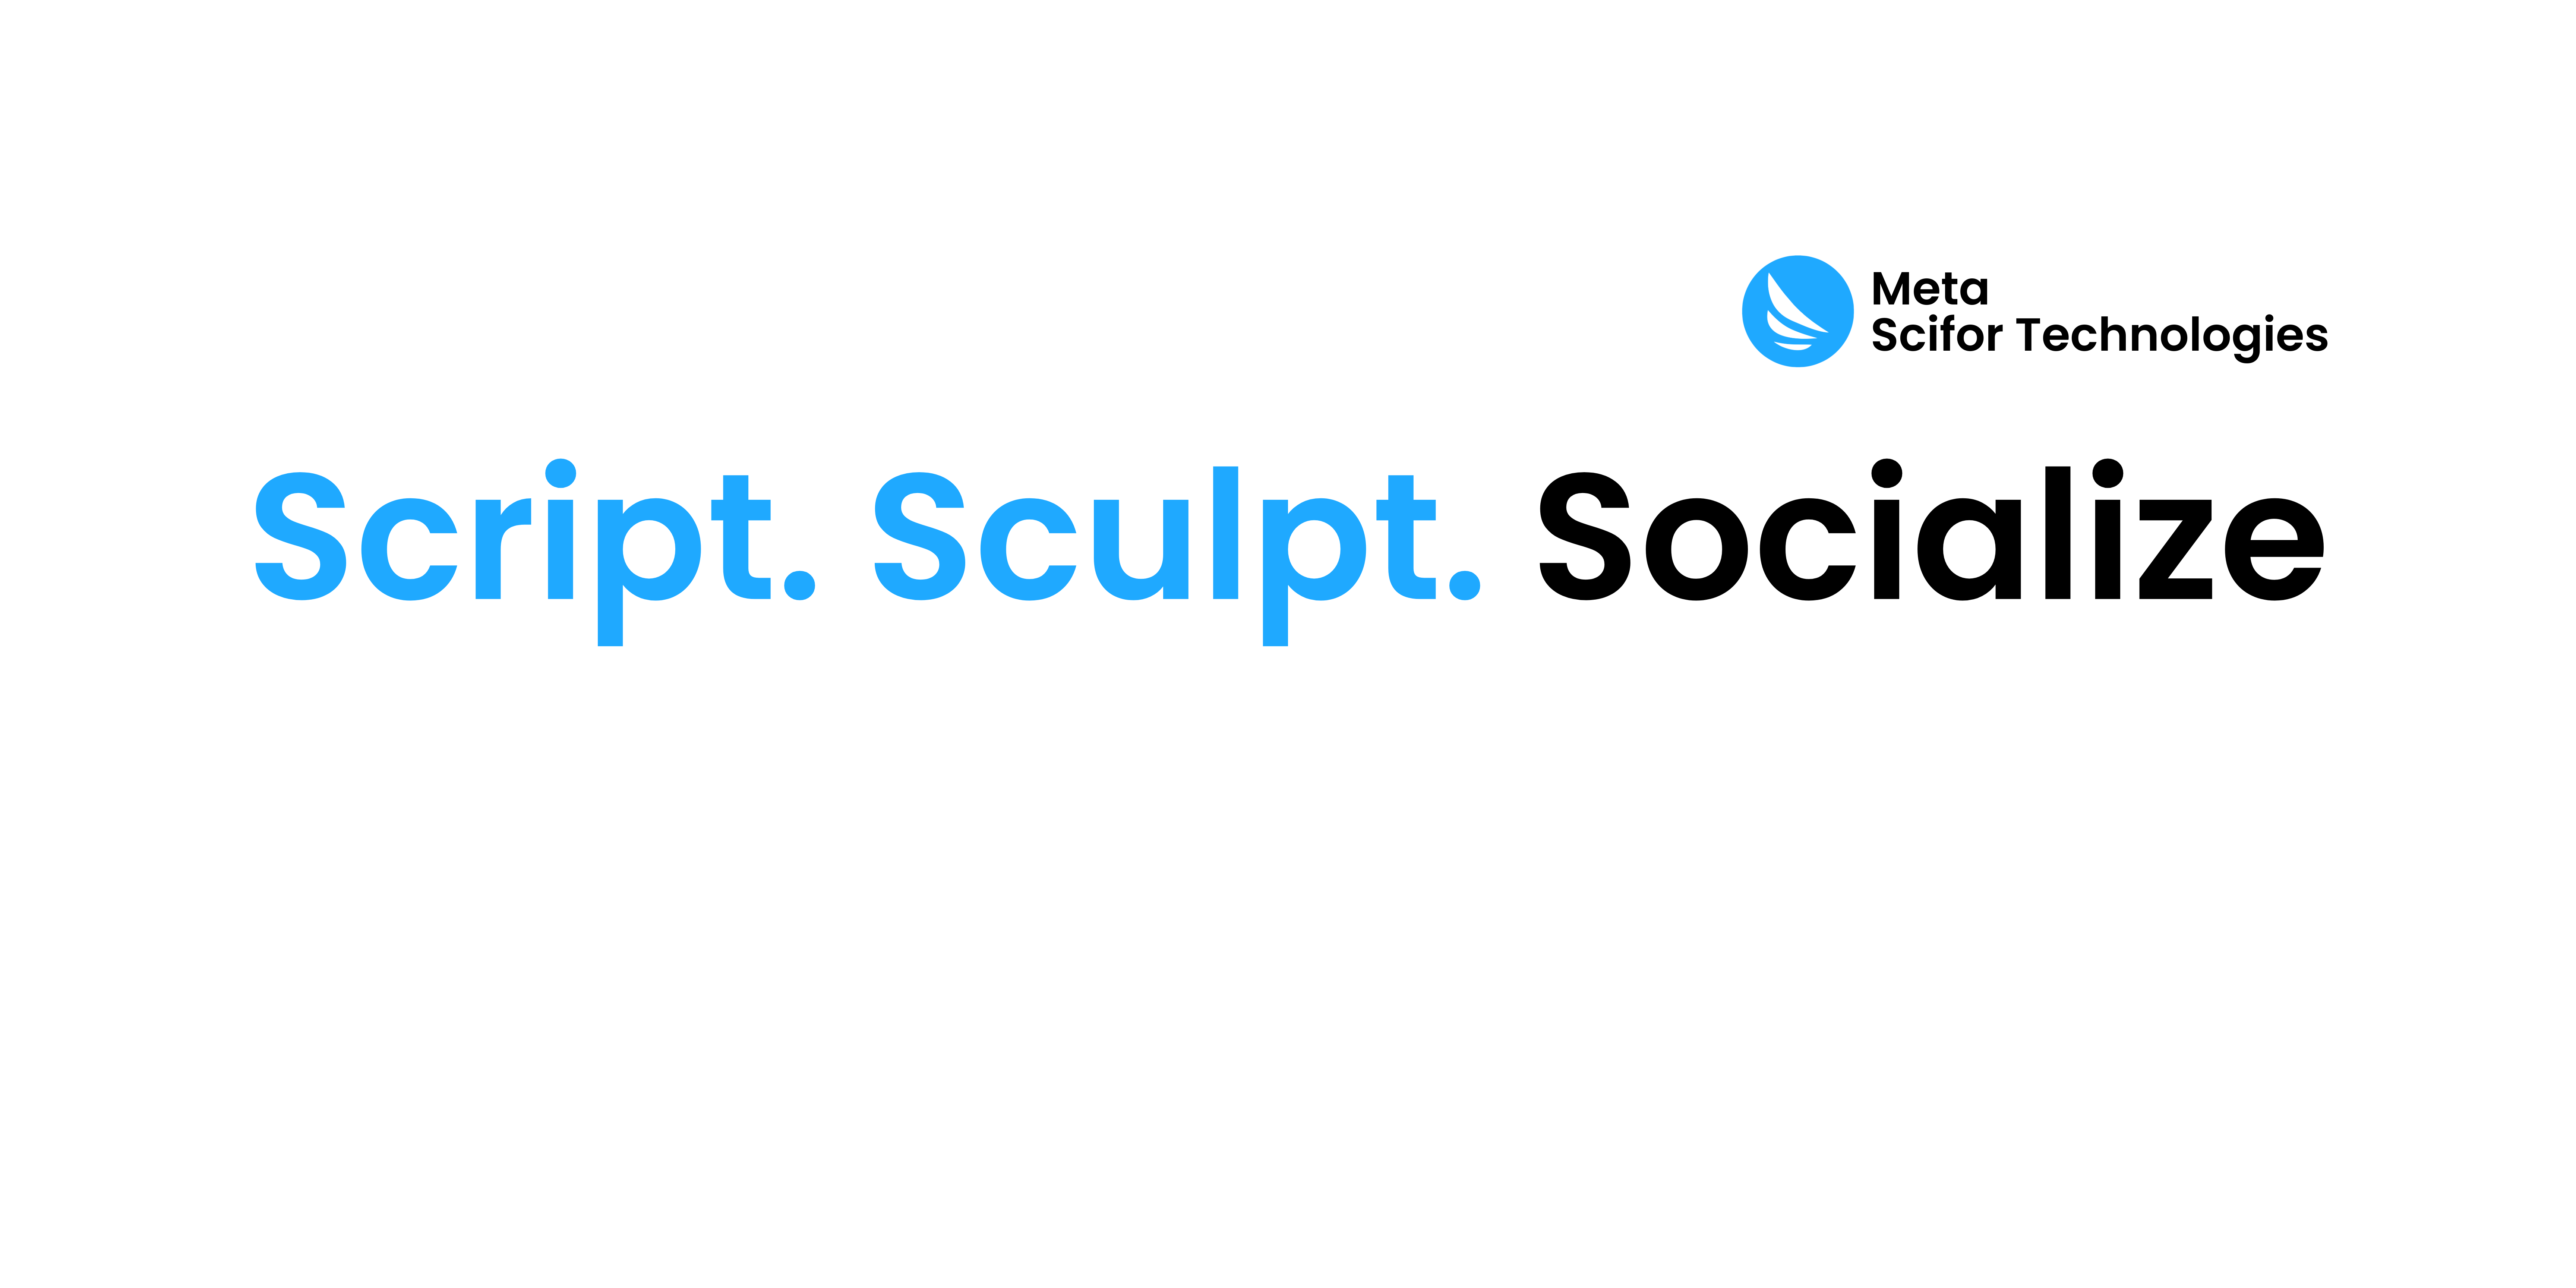 Meta
Scifor Technologies
Script. Sculpt. Socialize